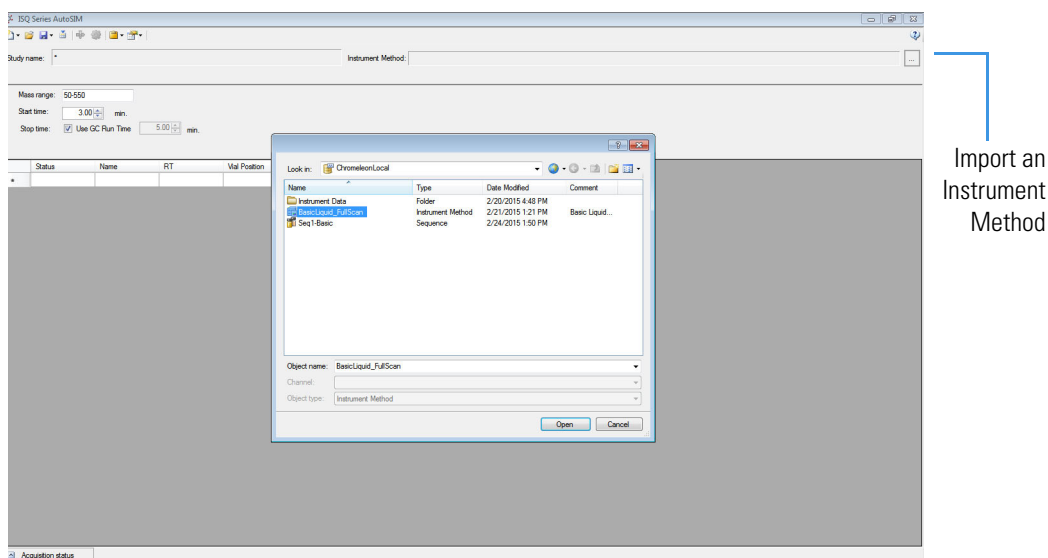 ISQ Series AutoSIM
Study name: * Instrument Method: ...
Mass range: 50-550
Start time: 3.00 min.
Stop time: Use GC Run Time 5.00 min.
Status Name RT Vial Position
Look in: ChromeleonLocal
Name Type Date Modified Comment
Instrument Data Folder 2/20/2015 4:48 PM
BasicLiquid_FullScan Instrument Method 2/21/2015 1:21 PM Basic Liquid...
Seq1-Basic Sequence 2/24/2015 1:50 PM
Object name: BasicLiquid_FullScan
Channel:
Object type: Instrument Method
Open Cancel
Acquisition status
Import an
Instrument
Method